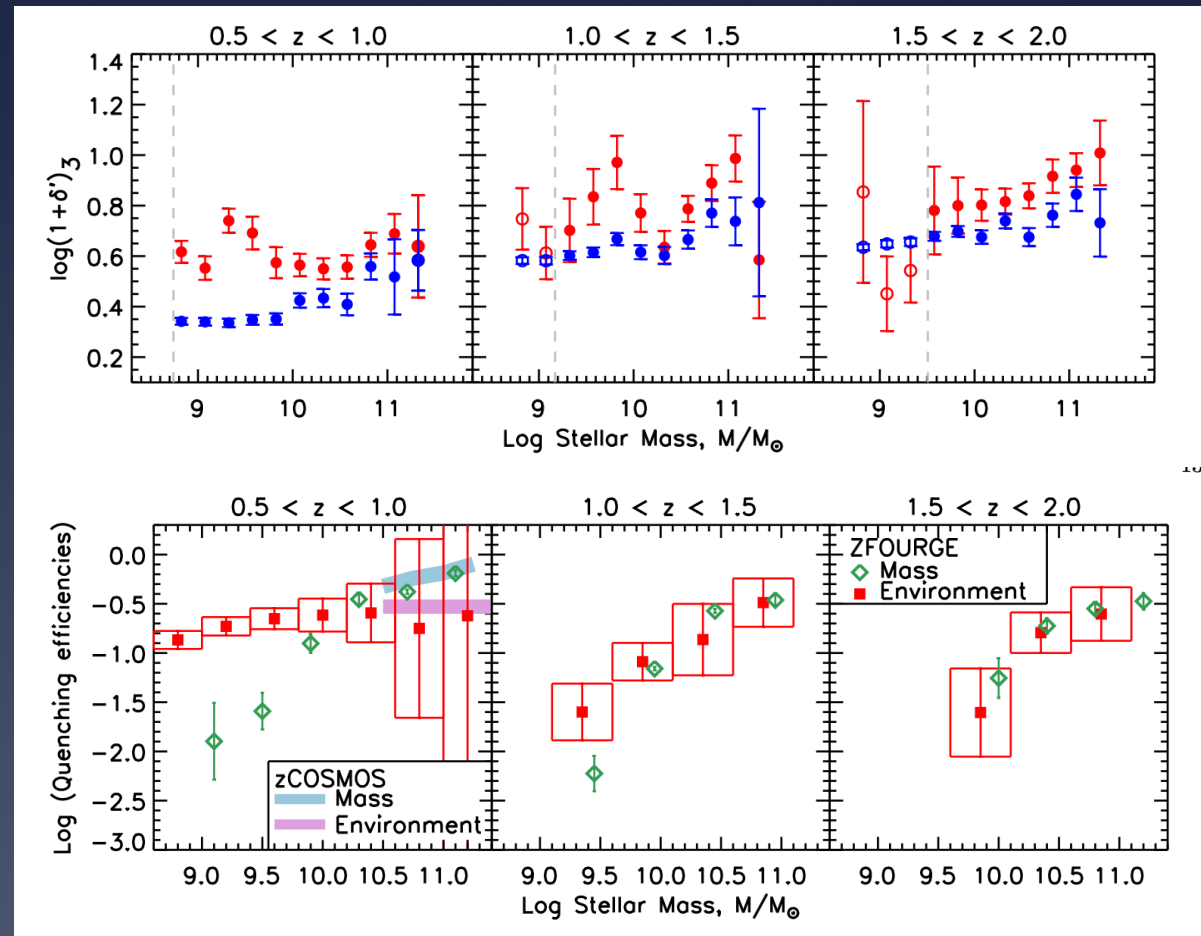 0.5 < z < 1.0 1.0 < z < 1.5 1.5 < z < 2.0
log(1+δ')3
1.4
1.2
1.0
0.8
0.6
0.4
0.2
9 10 11 9 10 11 9 10 11
Log Stellar Mass, M/M⊙
0.5 < z < 1.0 1.0 < z < 1.5 1.5 < z < 2.0
Log (Quenching efficiencies)
0.0
−0.5
−1.0
−1.5
−2.0
−2.5
−3.0
zCOSMOS
Mass
Environment
ZFOURGE
Mass
Environment
9.0 9.5 10.0 10.5 11.0 9.0 9.5 10.0 10.5 11.0 9.0 9.5 10.0 10.5 11.0
Log Stellar Mass, M/M⊙